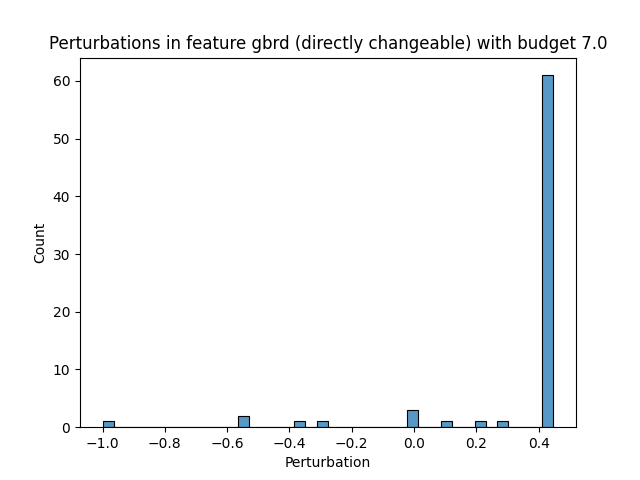 Perturbations in feature gbrd (directly changeable) with budget 7.0
60
50
40
30
20
10
0
Count
−1.0 −0.8 −0.6 −0.4 −0.2 0.0 0.2 0.4
Perturbation